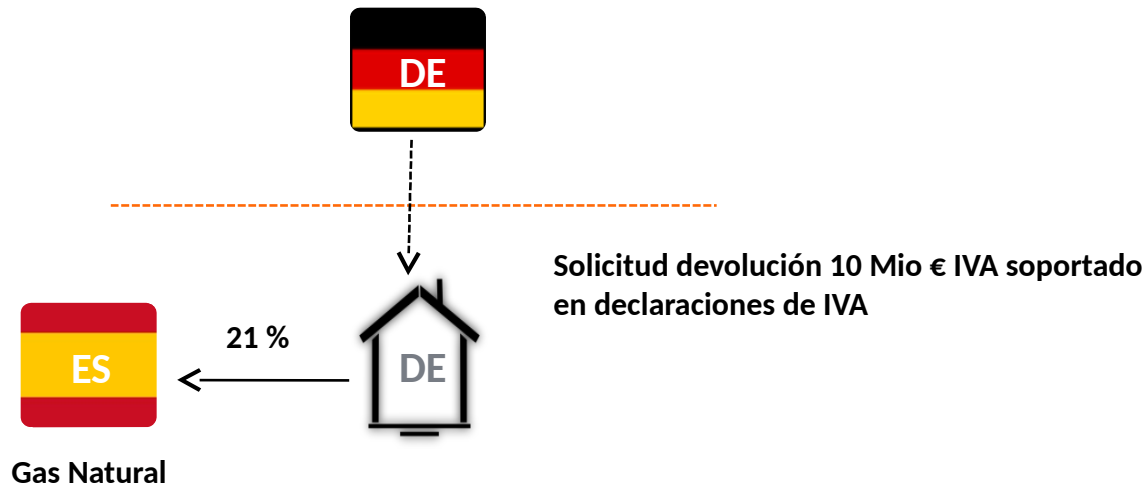 DE
Solicitud devolución 10 Mio € IVA soportado
en declaraciones de IVA
21 %
ES
DE
Gas Natural